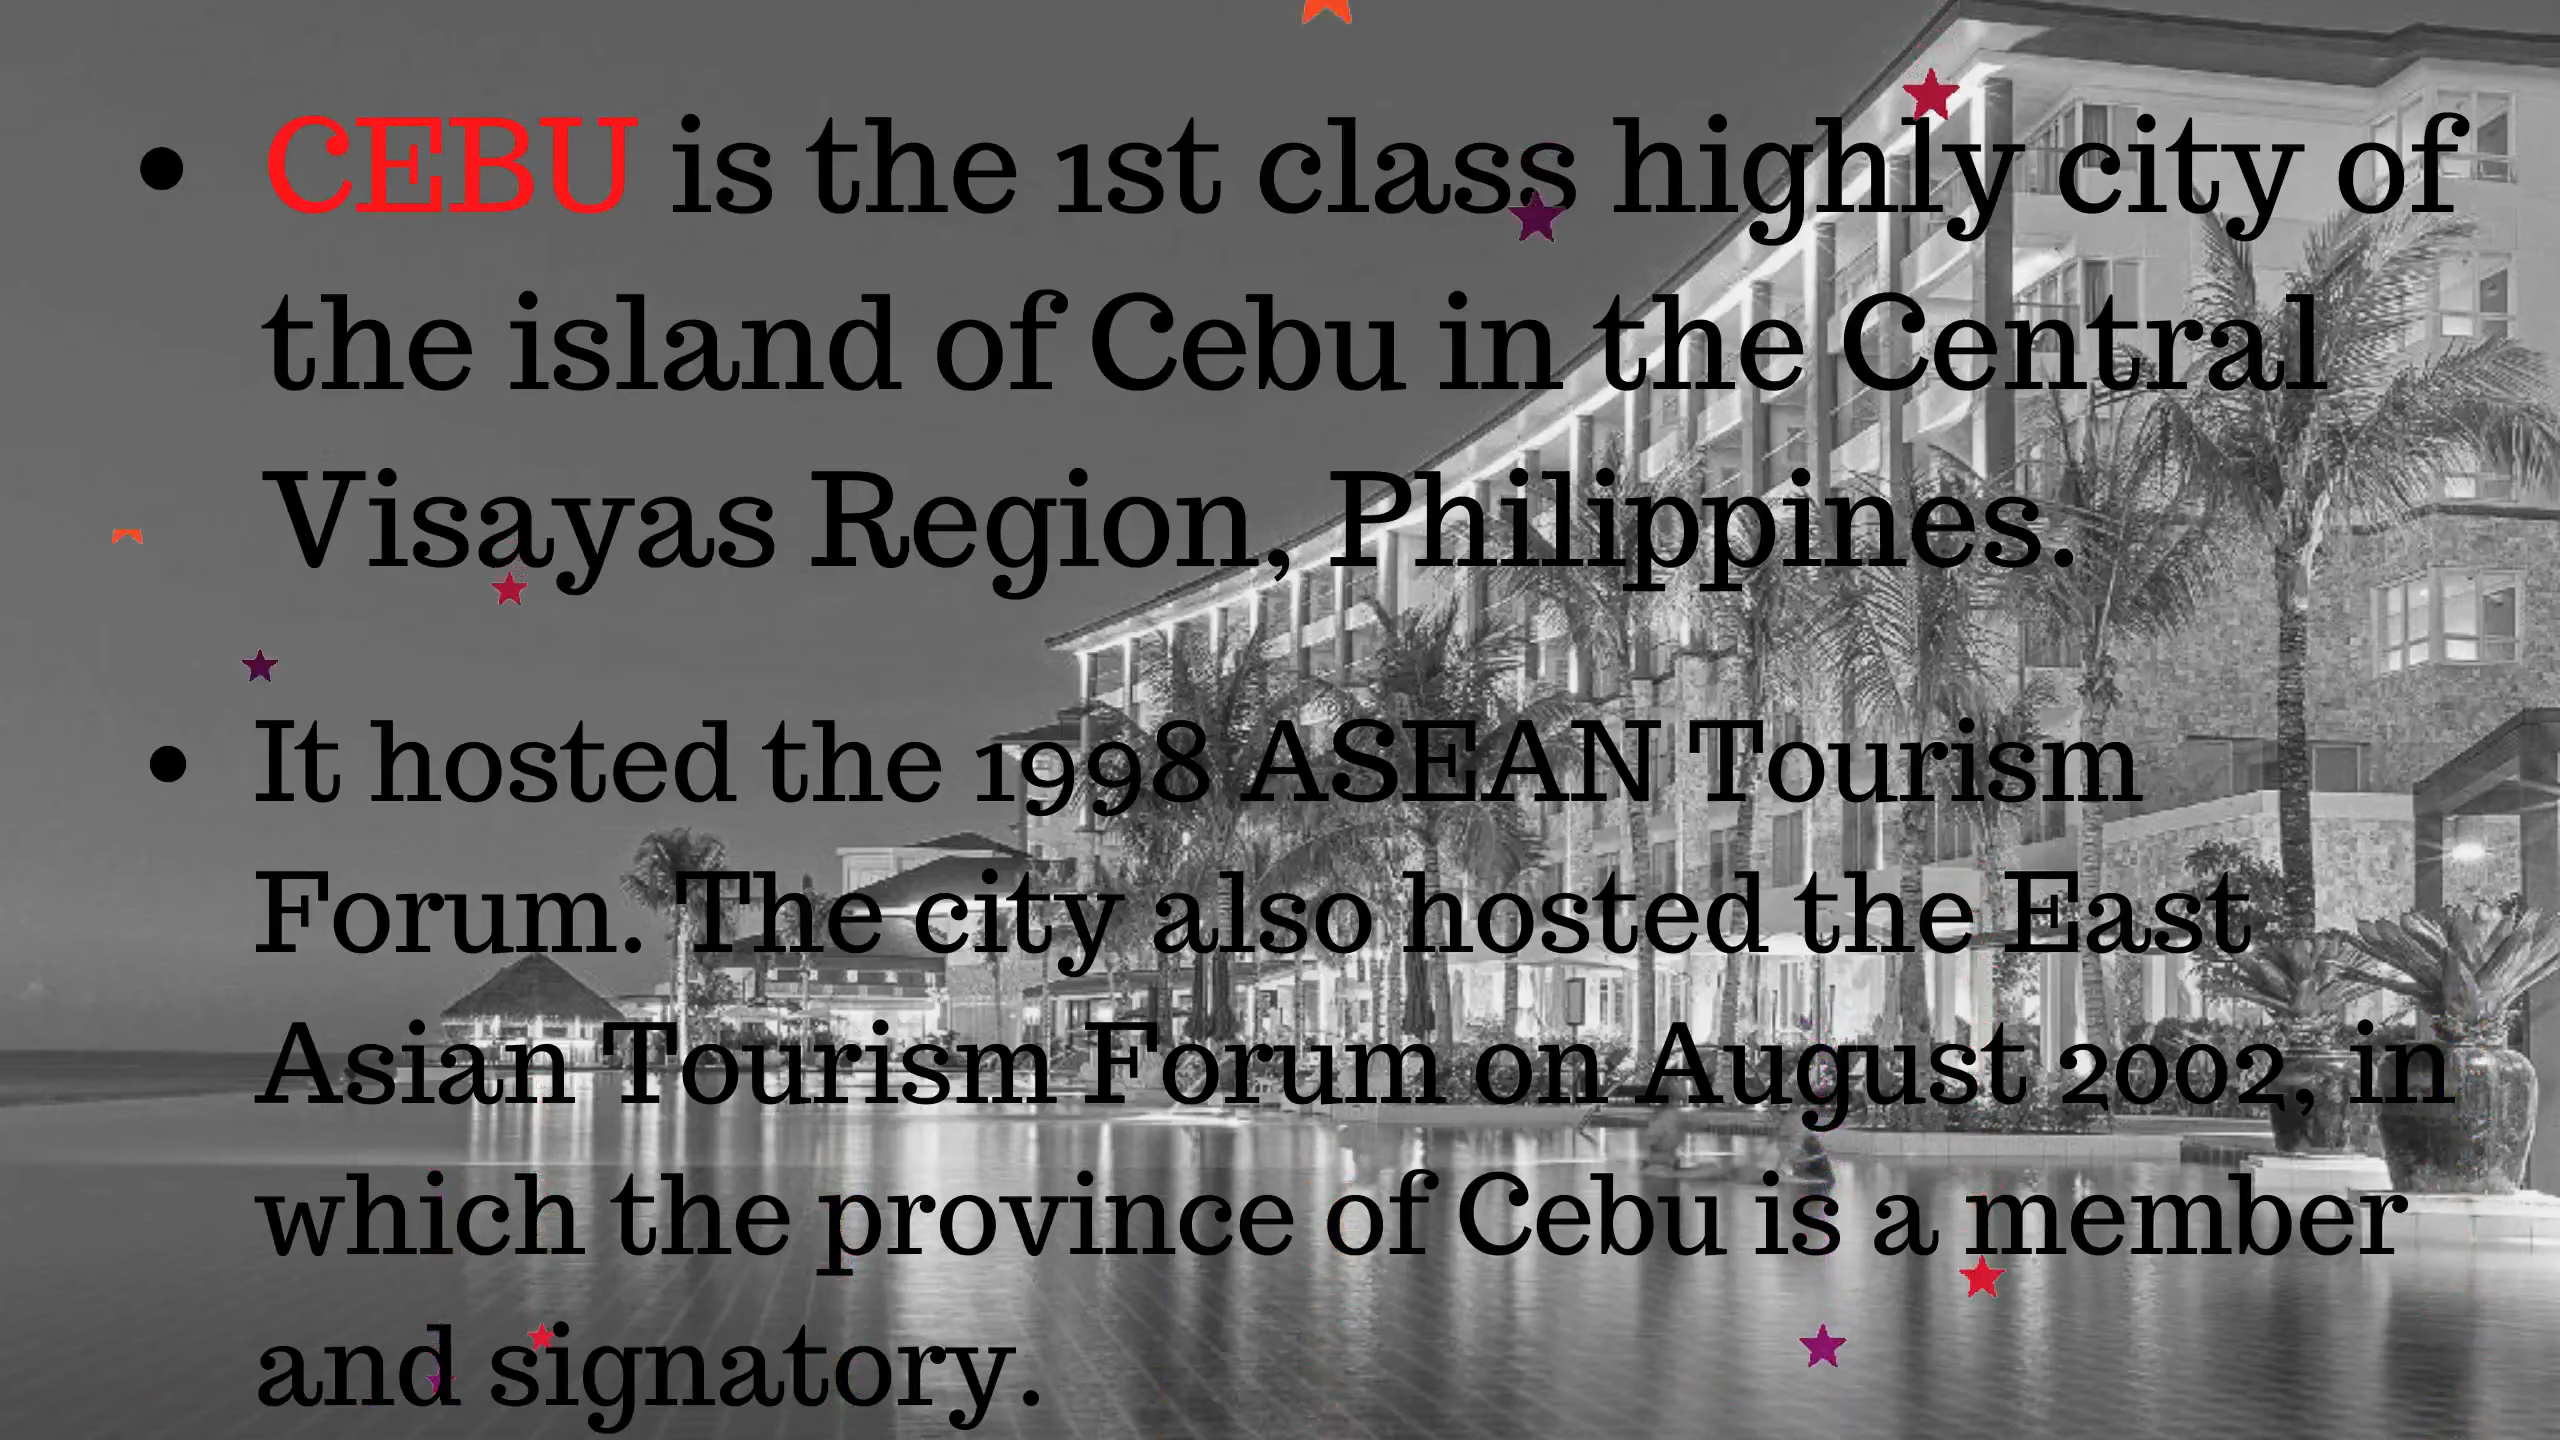 • CEBU is the 1st class highly city of
the island of Cebu in the Central
Visayas Region, Philippines.
• It hosted the 1998 ASEAN Tourism
Forum. The city also hosted the East
Asian Tourism Forum on August 2002, in
which the province of Cebu is a member
and signatory.